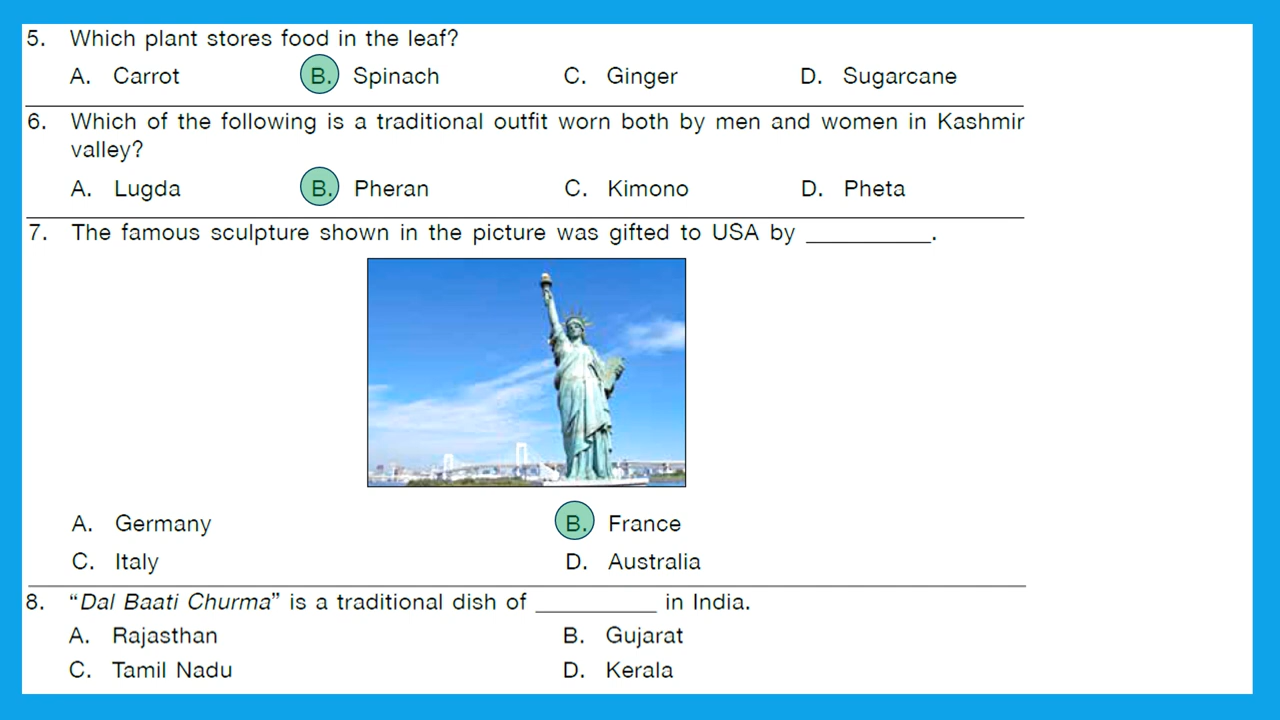 5. Which plant stores food in the leaf?
A. Carrot B. Spinach C. Ginger D. Sugarcane
6. Which of the following is a traditional outfit worn both by men and women in Kashmir
valley?
A. Lugda B. Pheran C. Kimono D. Pheta
7. The famous sculpture shown in the picture was gifted to USA by __________.
A. Germany B. France
C. Italy D. Australia
8. “Dal Baati Churma” is a traditional dish of __________ in India.
A. Rajasthan B. Gujarat
C. Tamil Nadu D. Kerala